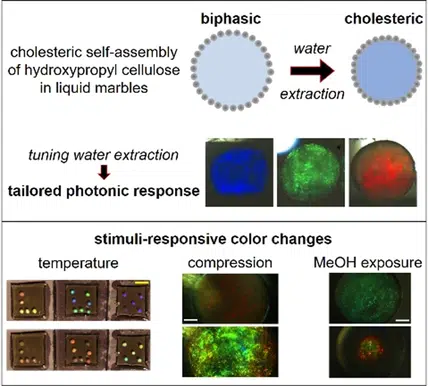 biphasic
cholesteric
cholesteric self-assembly
of hydroxypropyl cellulose
in liquid marbles
water
extraction
tuning water extraction
tailored photonic response
stimuli-responsive color changes
temperature
compression
MeOH exposure